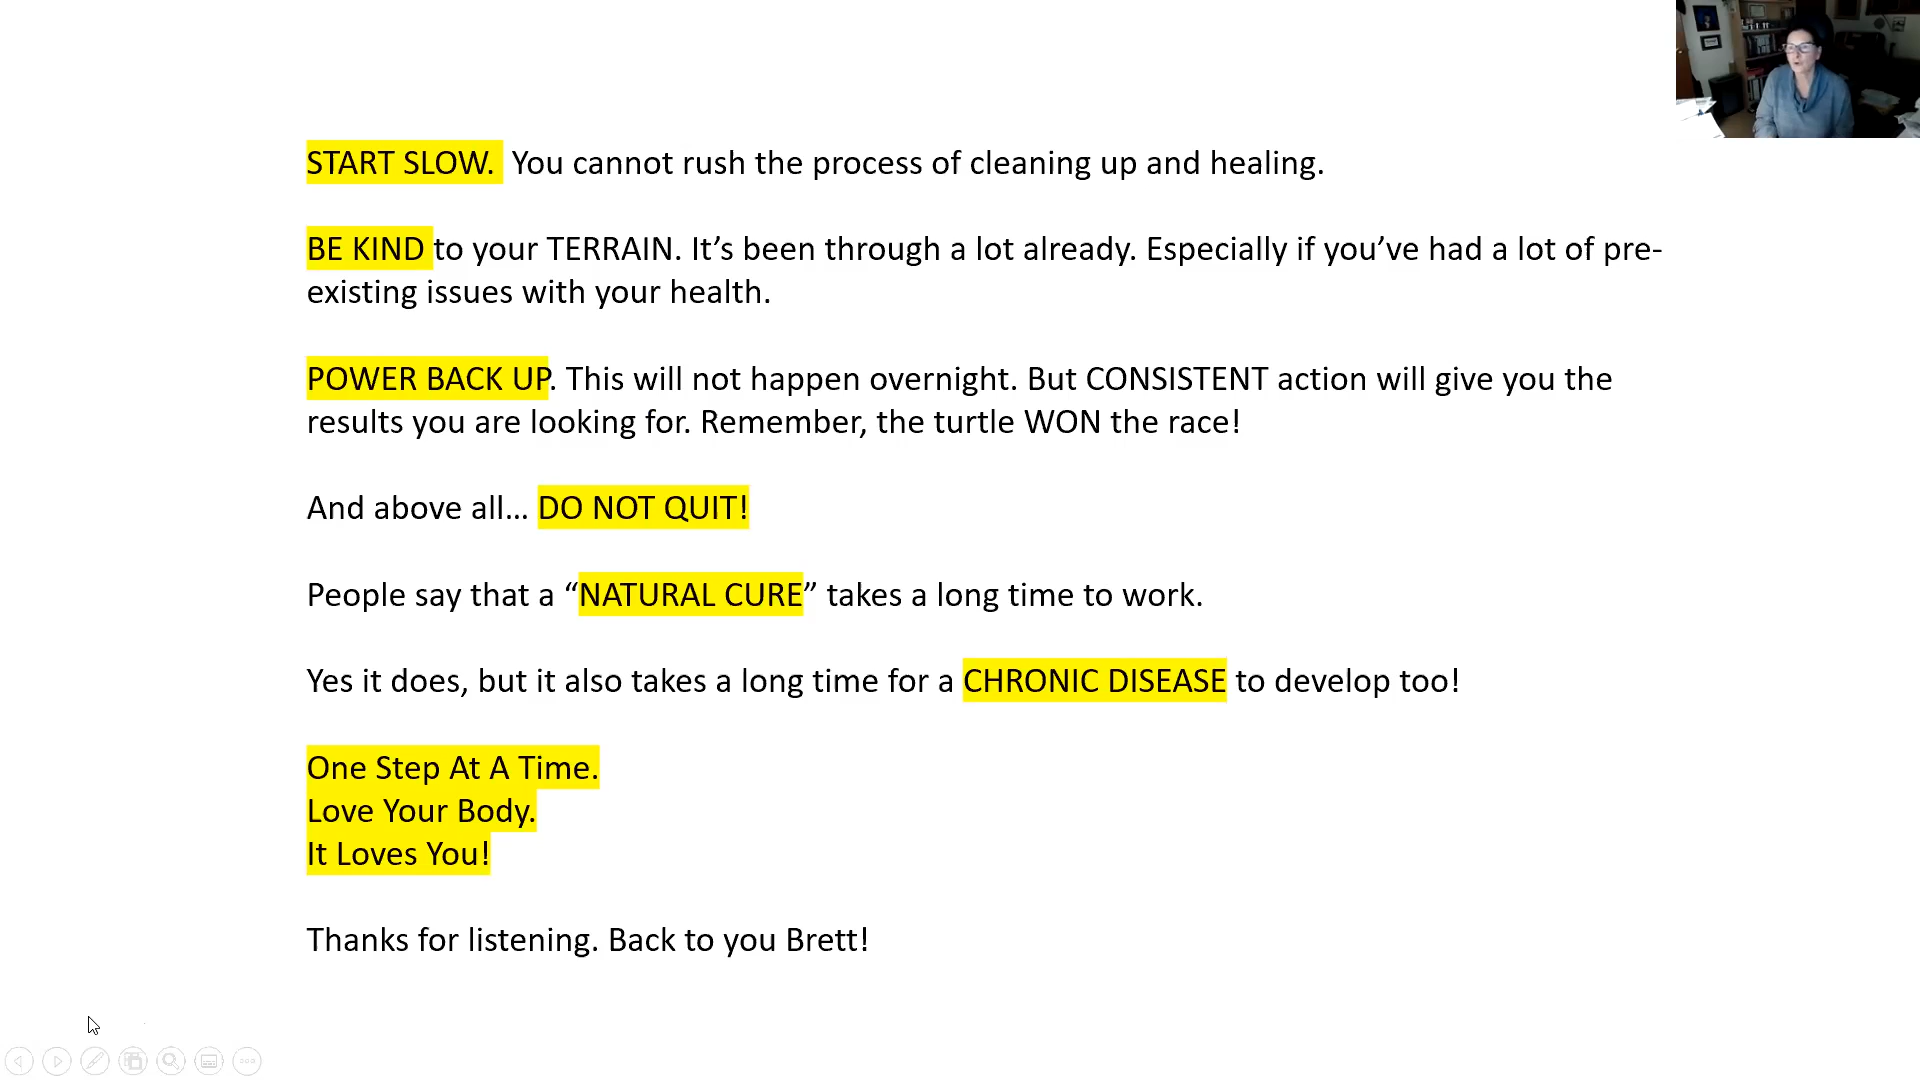 START SLOW. You cannot rush the process of cleaning up and healing.
BE KIND to your TERRAIN. It’s been through a lot already. Especially if you’ve had a lot of pre-
existing issues with your health.
POWER BACK UP. This will not happen overnight. But CONSISTENT action will give you the
results you are looking for. Remember, the turtle WON the race!
And above all… DO NOT QUIT!
People say that a “NATURAL CURE” takes a long time to work.
Yes it does, but it also takes a long time for a CHRONIC DISEASE to develop too!
One Step At A Time.
Love Your Body.
It Loves You!
Thanks for listening. Back to you Brett!